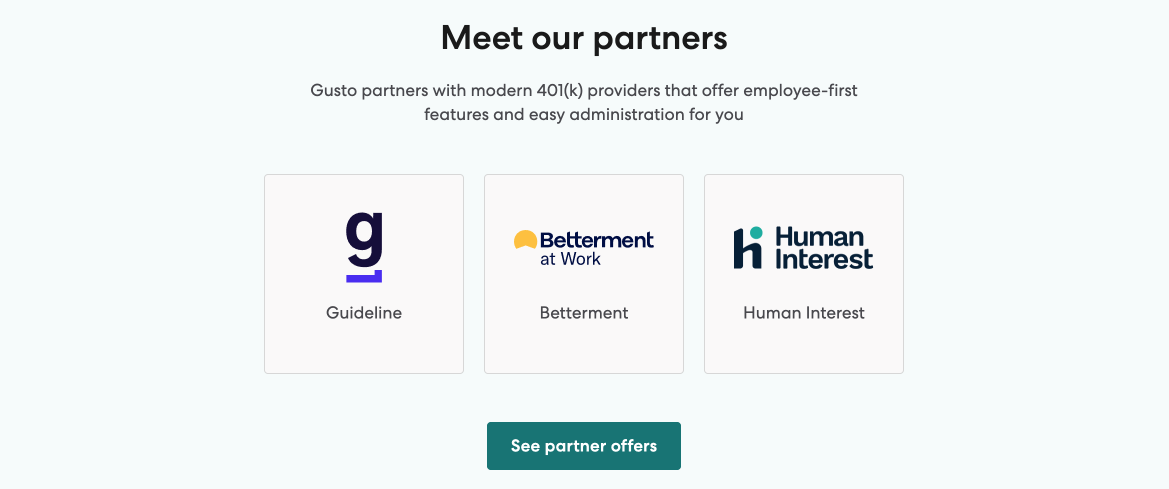 Meet our partners
Gusto partners with modern 401(k) providers that offer employee-first
features and easy administration for you
g
Guideline
Betterment
at Work
Betterment
Human
Interest
Human Interest
See partner offers